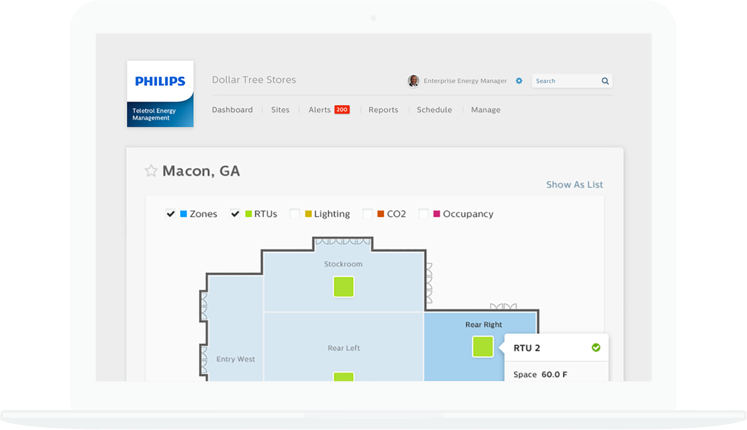 PHILIPS
Teletrol Energy
Management
Dollar Tree Stores
Enterprise Energy Manager
Search
Dashboard
Sites
Alerts 200
Reports
Schedule
Manage
Macon, GA
Show As List
Zones
RTUs
Lighting
CO2
Occupancy
Stockroom
Rear Right
Rear Left
Entry West
RTU 2
Space 60.0 F